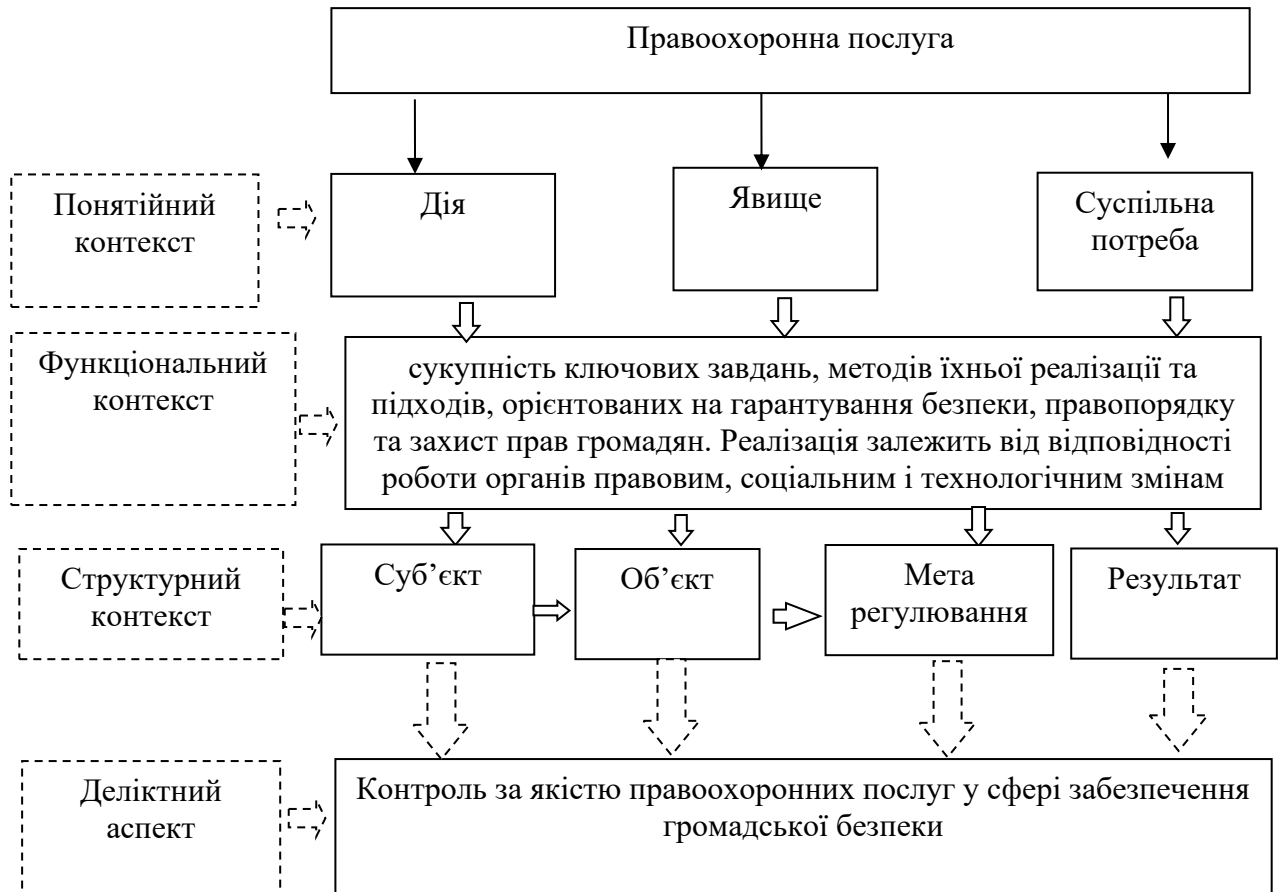 Правоохоронна послуга
Понятійний
контекст
Дія
Явище
Суспільна
потреба
Функціональний
контекст
сукупність ключових завдань, методів їхньої реалізації та
підходів, орієнтованих на гарантування безпеки, правопорядку
та захист прав громадян. Реалізація залежить від відповідності
роботи органів правовим, соціальним і технологічним змінам
Структурний
контекст
Суб’єкт
Об’єкт
Мета
регулювання
Результат
Деліктний
аспект
Контроль за якістю правоохоронних послуг у сфері забезпечення
громадської безпеки